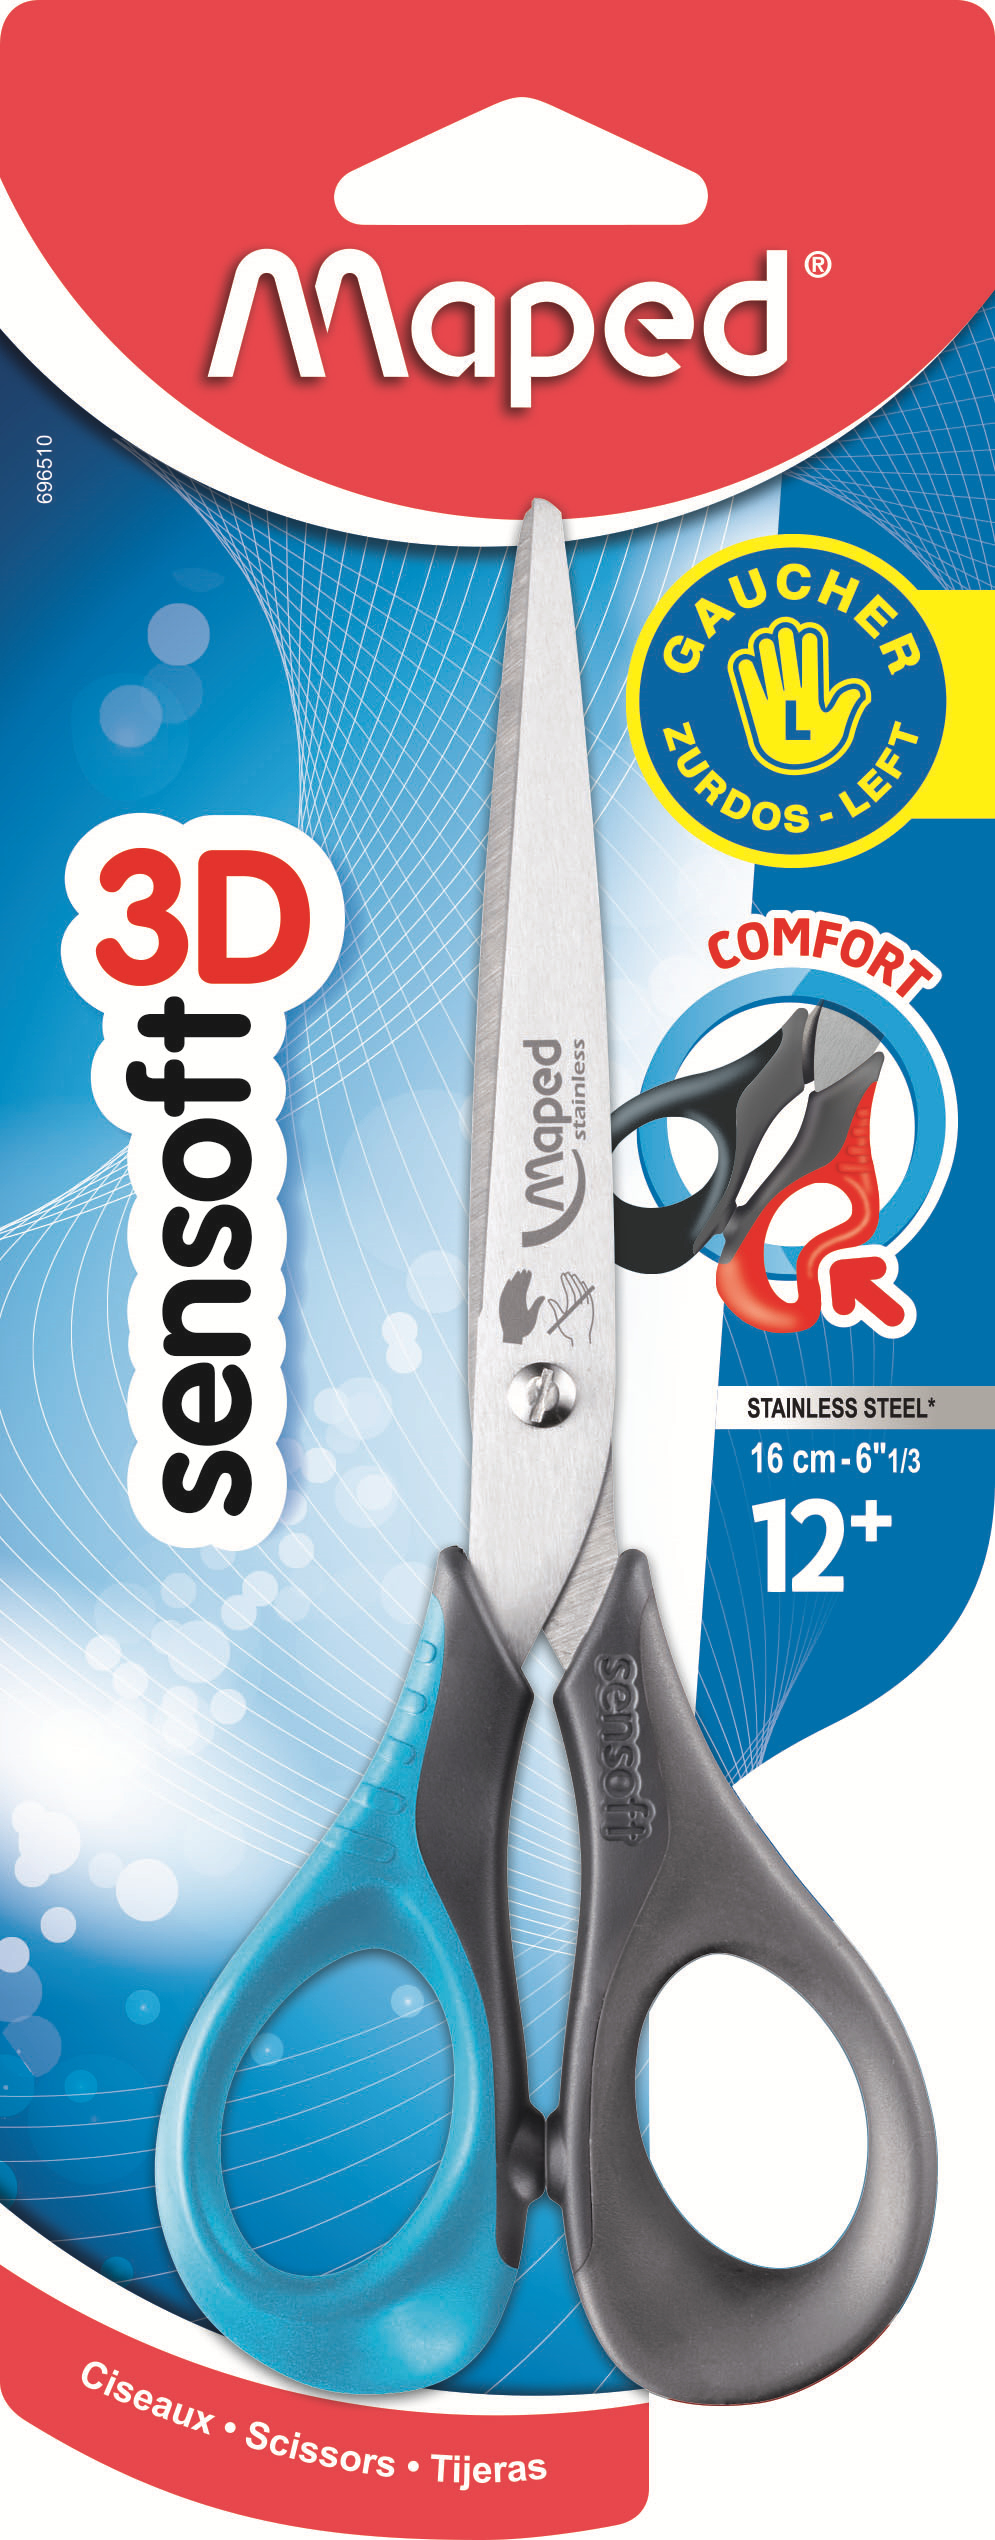 Maped®
696510
GAUCHER
L
ZURDOS - LEFT
3D
sensoft
COMFORT
Maped
stainless
STAINLESS STEEL*
16 cm - 6"1/3
12+
sensoft
Ciseaux • Scissors • Tijeras